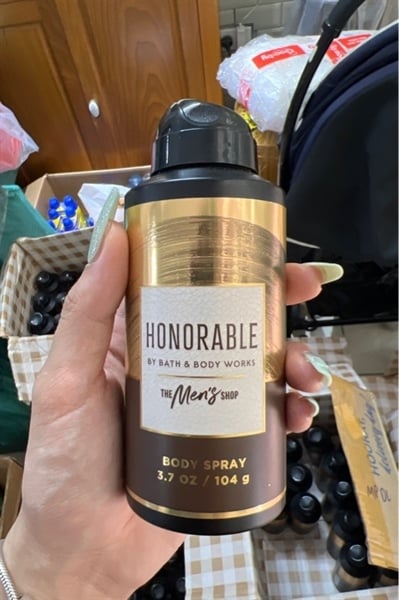 HONORABLE
BY BATH & BODY WORKS
THE Men's SHOP
BODY SPRAY
3.7 OZ / 104 g